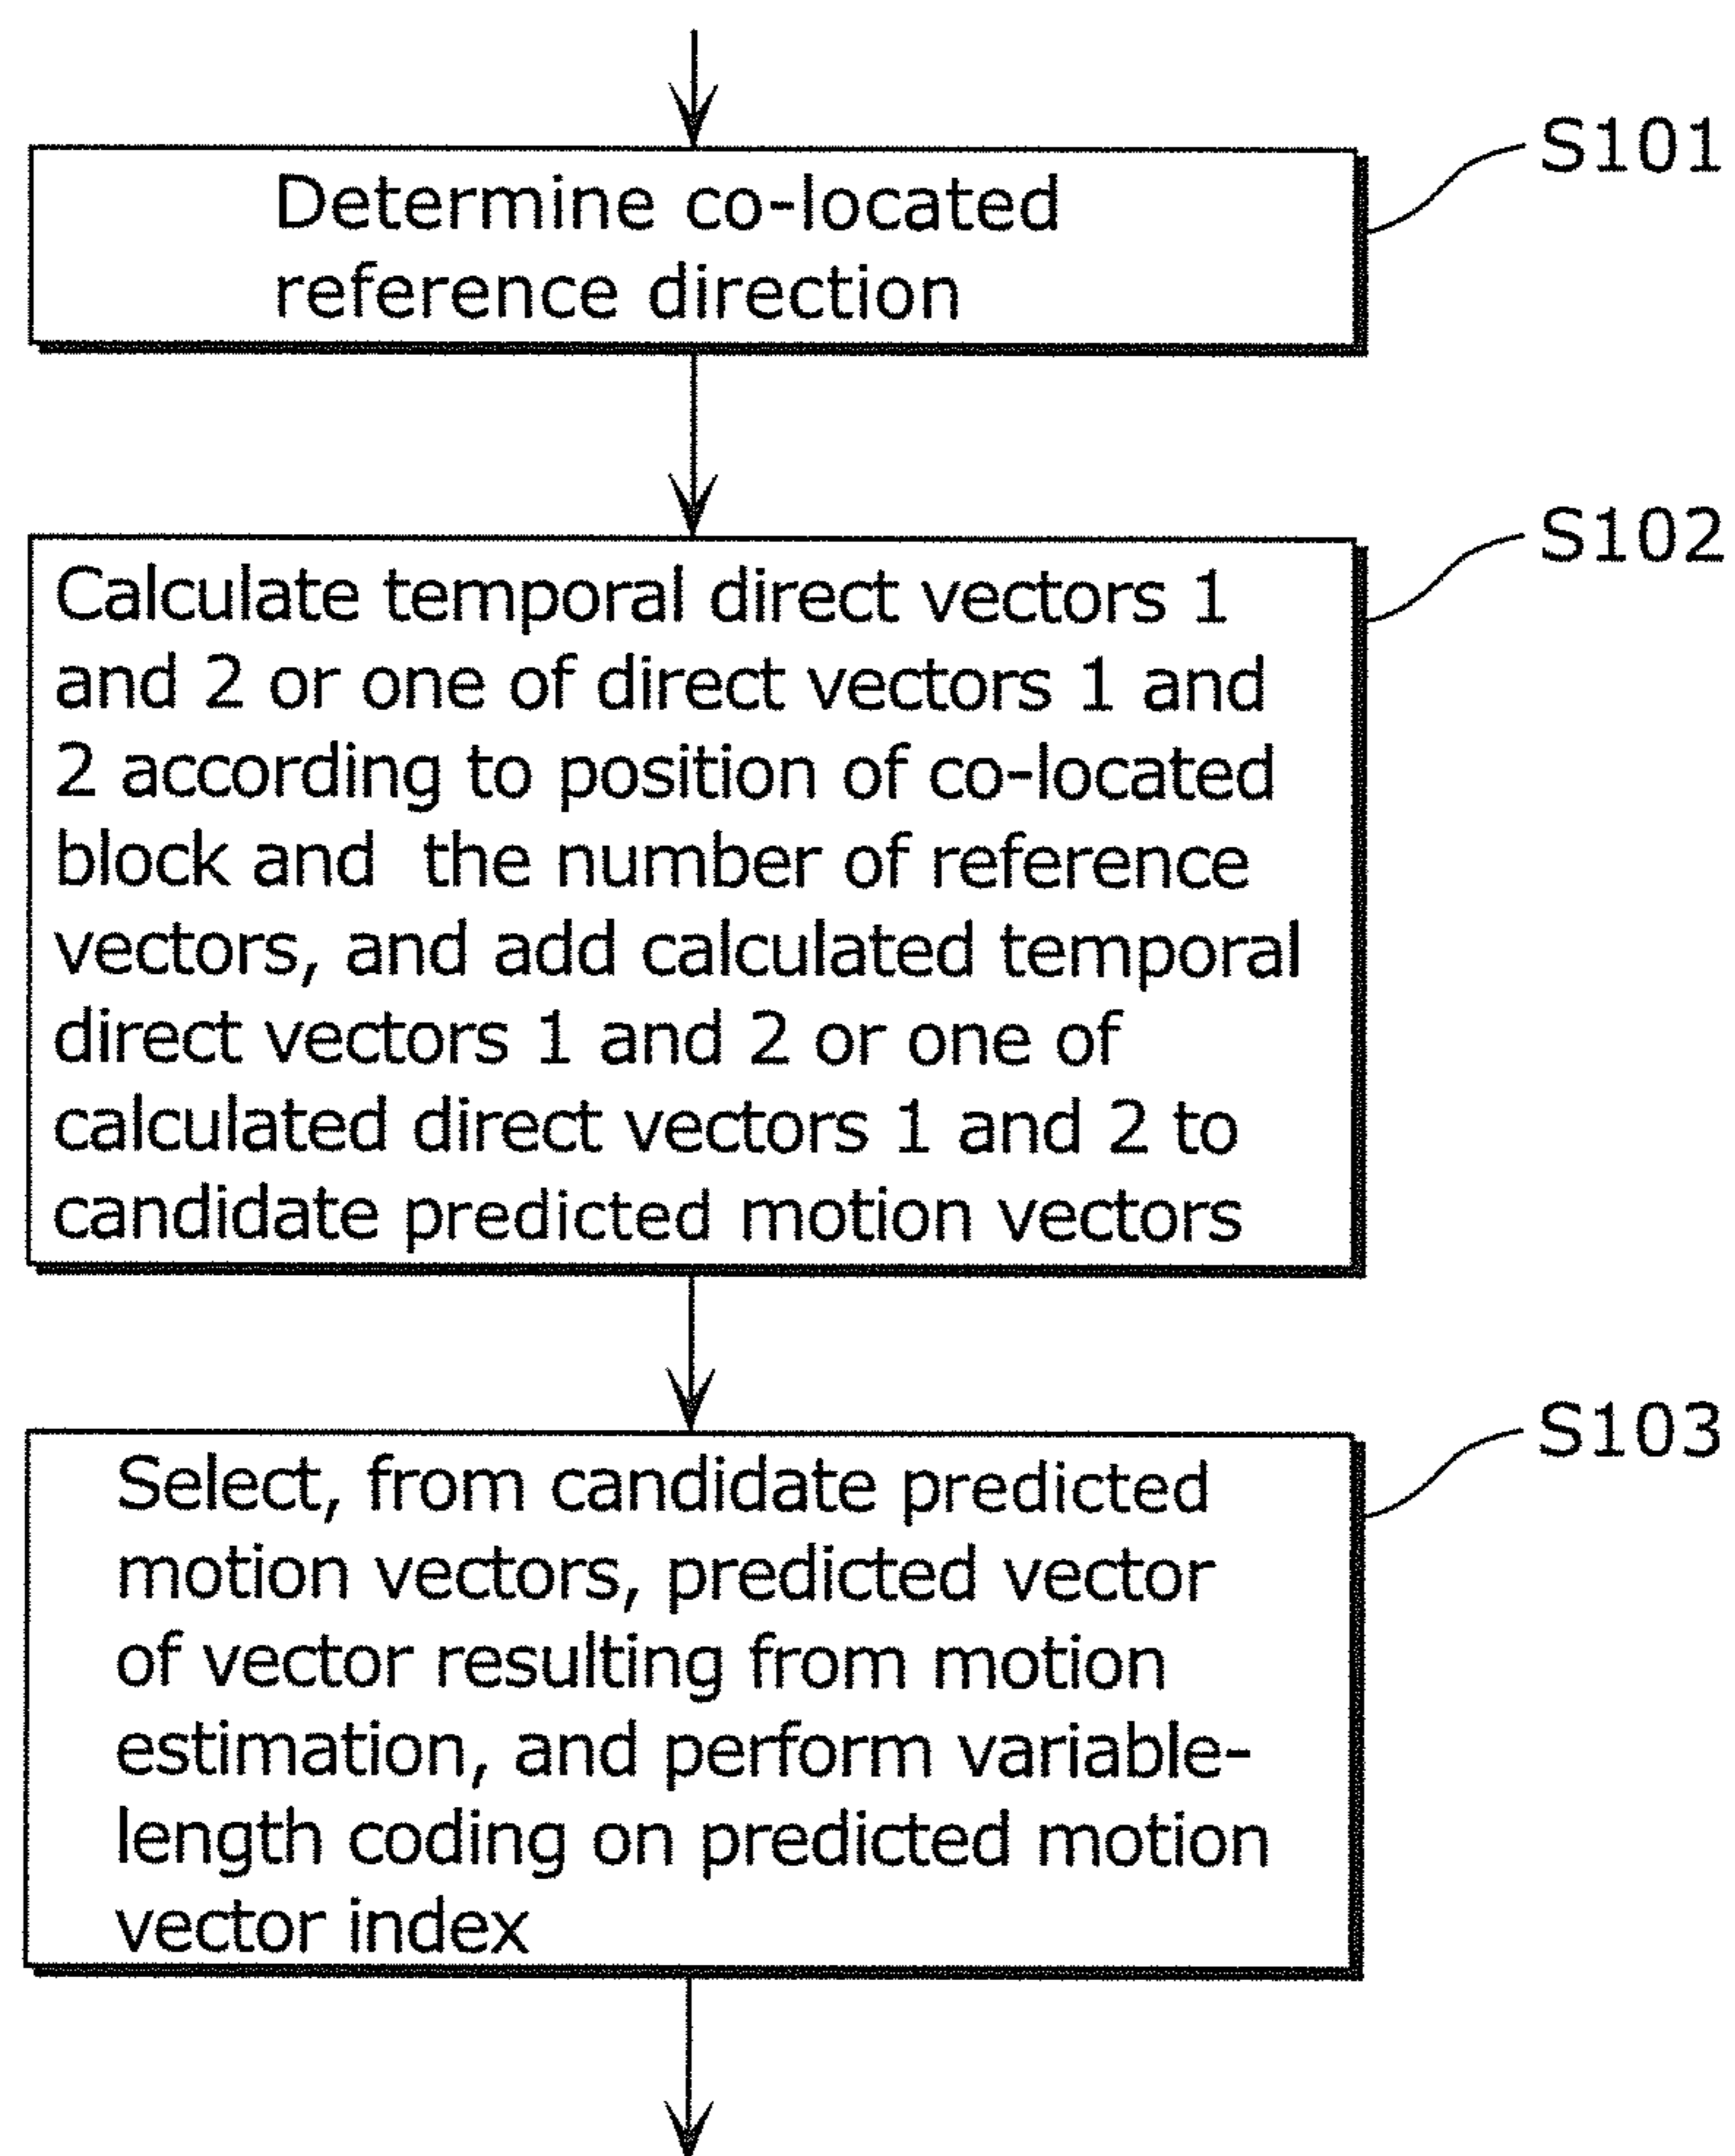 S101
Determine co-located
reference direction
S102
Calculate temporal direct vectors 1
and 2 or one of direct vectors 1 and
2 according to position of co-located
block and the number of reference
vectors, and add calculated temporal
direct vectors 1 and 2 or one of
calculated direct vectors 1 and 2 to
candidate predicted motion vectors
S103
Select, from candidate predicted
motion vectors, predicted vector
of vector resulting from motion
estimation, and perform variable-
length coding on predicted motion
vector index